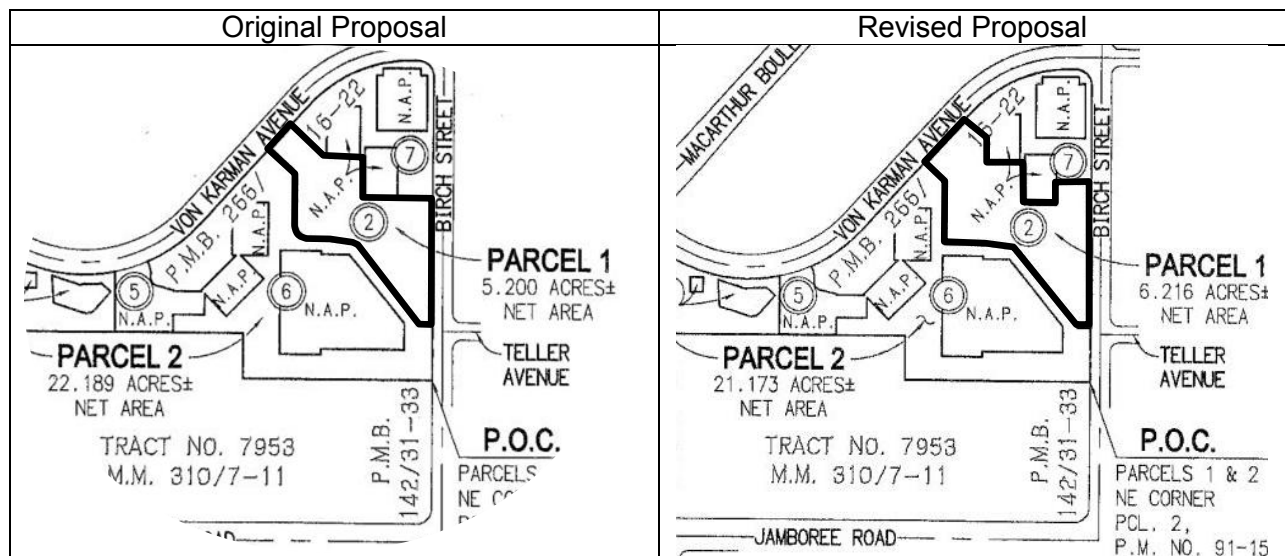 Original Proposal
VON KARMAN AVENUE
16-22
P.M.B. 266/
N.A.P.
7
N.A.P.
2
BIRCH STREET
N.A.P.
N.A.P.
PARCEL 1
5.200 ACRES±
NET AREA
5
N.A.P.
6
N.A.P.
PARCEL 2
22.189 ACRES±
NET AREA
TELLER
AVENUE
TRACT NO. 7953
M.M. 310/7-11
P.M.B.
142/31-33
P.O.C.
PARCELS
Revised Proposal
MACARTHUR BOUL
VON KARMAN AVENUE
P.M.B. 266/
N.A.P.
7
N.A.P.
2
BIRCH STREET
N.A.P.
N.A.P.
PARCEL 1
6.216 ACRES±
NET AREA
5
N.A.P.
6
N.A.P.
PARCEL 2
21.173 ACRES±
NET AREA
TELLER
AVENUE
TRACT NO. 7953
M.M. 310/7-11
P.M.B.
142/31-33
P.O.C.
PARCELS 1 & 2
NE CORNER
PCL. 2,
P.M. NO. 91-15
JAMBOREE ROAD